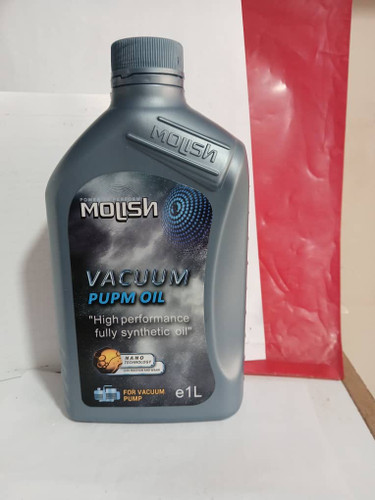 MOLISH
MOLISH
VACUUM
PUPM OIL
"High performance
fully synthetic oil"
NANO
TECHNOLOGY
FOR VACUUM
PUMP
e1L